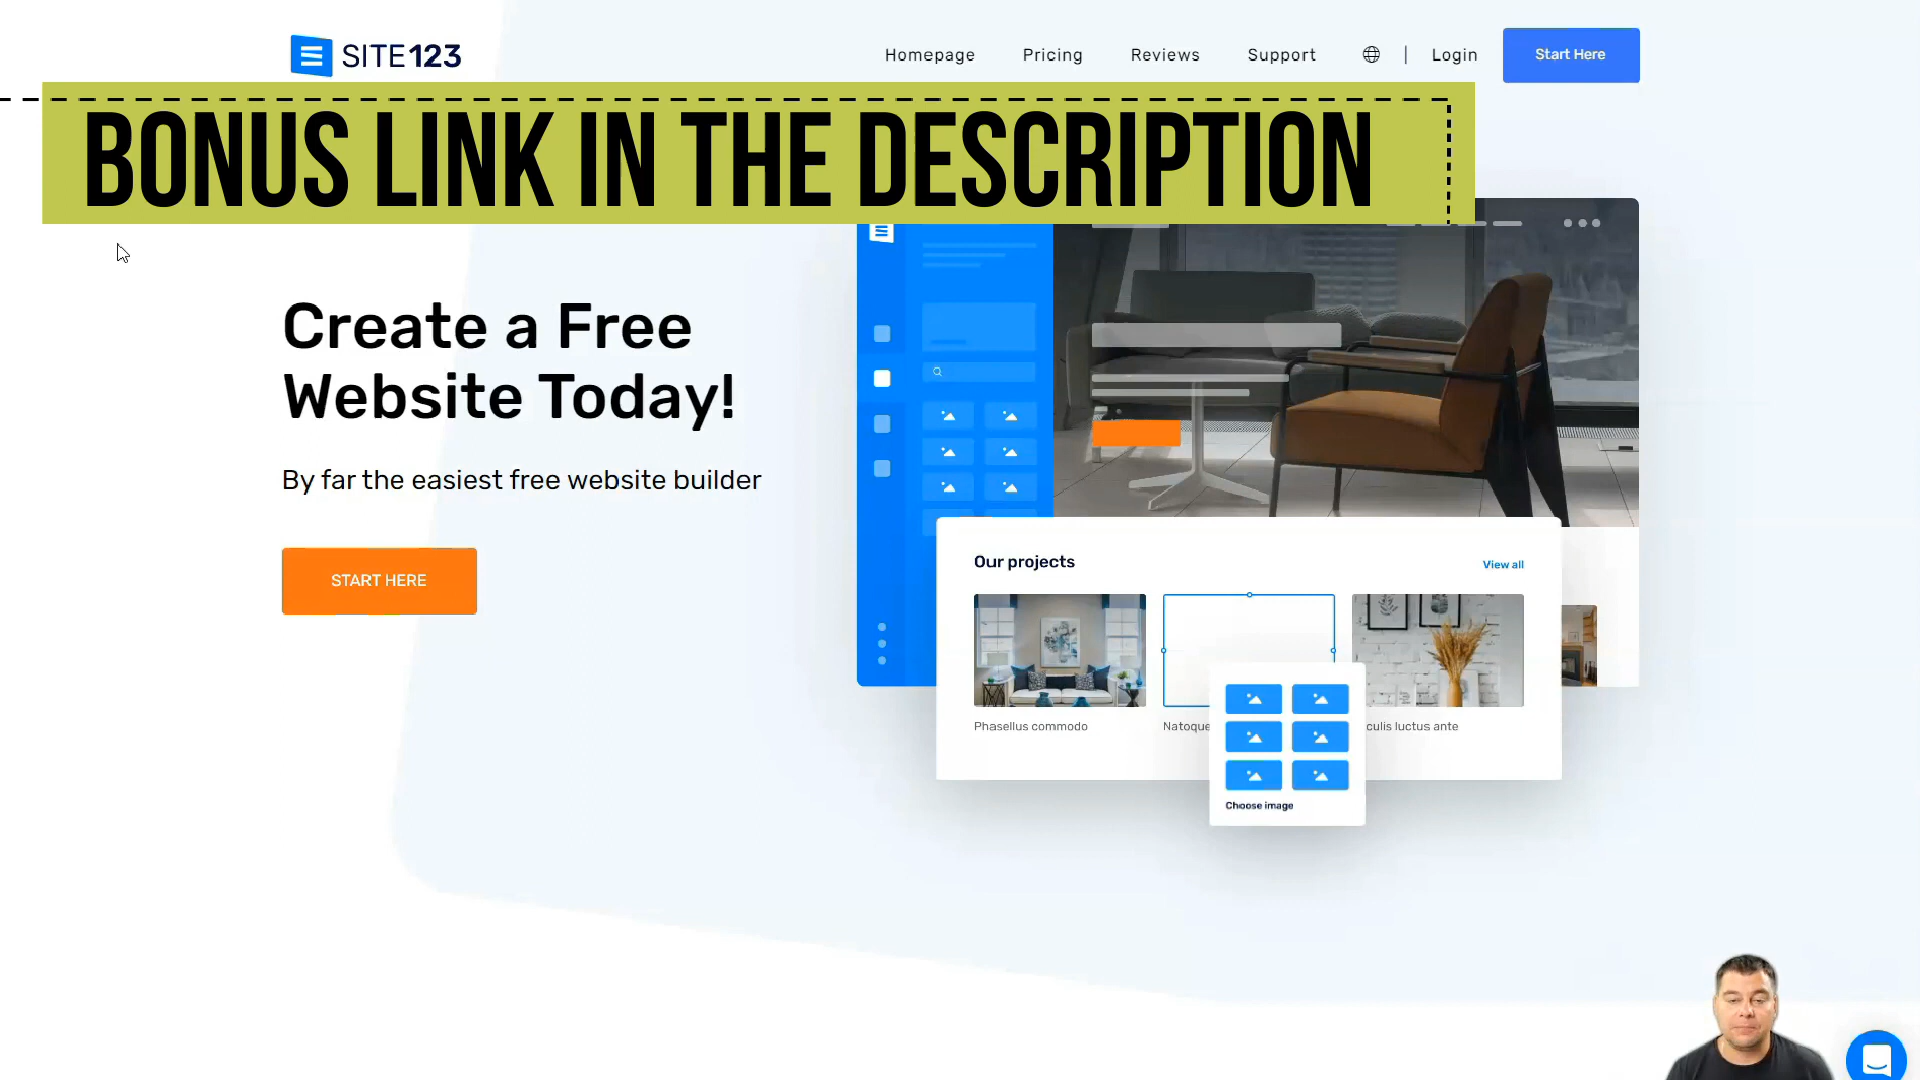 SITE123
Homepage
Pricing
Reviews
Support
Login
Start Here
BONUS LINK IN THE DESCRIPTION
Create a Free
Website Today!
By far the easiest free website builder
START HERE
Our projects
View all
Phasellus commodo
Natoque
culis luctus ante
Choose image